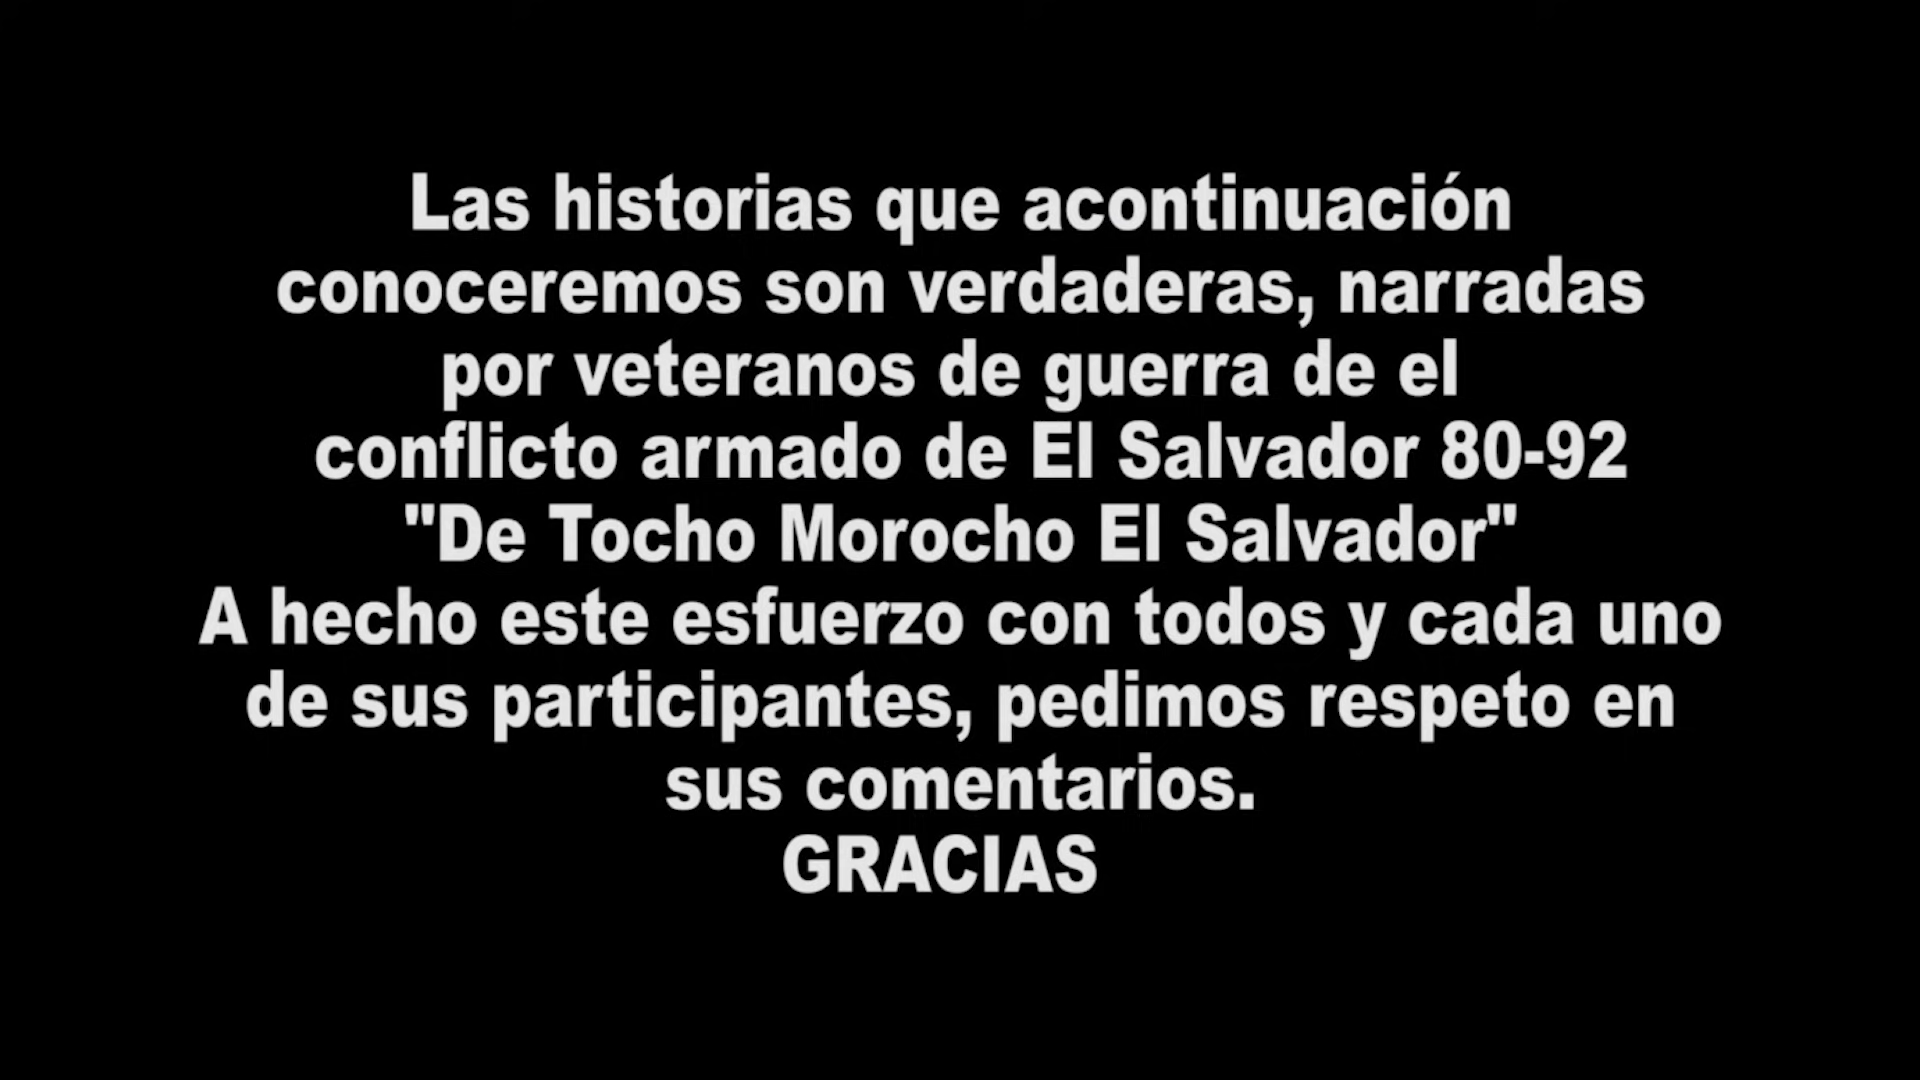 Las historias que acontinuación
conoceremos son verdaderas, narradas
por veteranos de guerra de el
conflicto armado de El Salvador 80-92
"De Tocho Morocho El Salvador"
A hecho este esfuerzo con todos y cada uno
de sus participantes, pedimos respeto en
sus comentarios.
GRACIAS